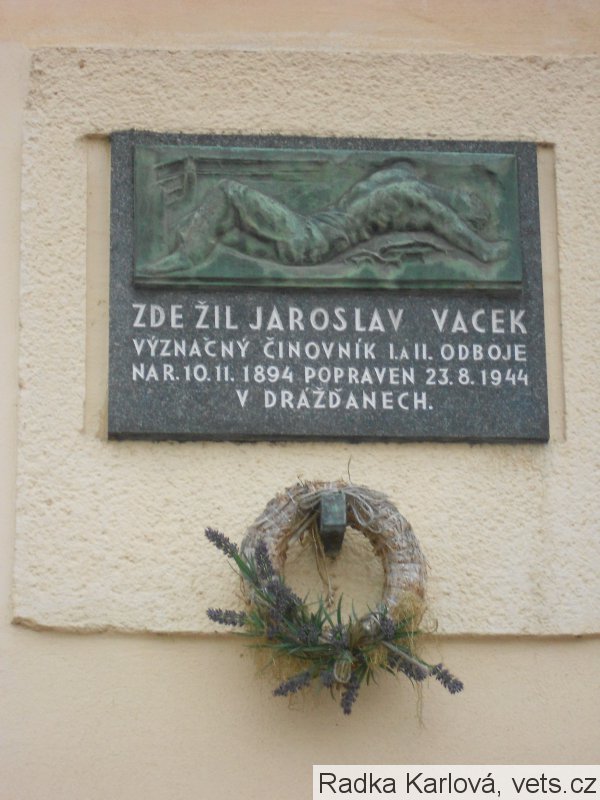 ZDE ŽIL JAROSLAV VACEK
VÝZNAČNÝ ČINOVNÍK I. A II. ODBOJE
NAR. 10. 11. 1894 POPRAVEN 23. 8. 1944
V DRÁŽĎANECH.
Radka Karlová, vets.cz